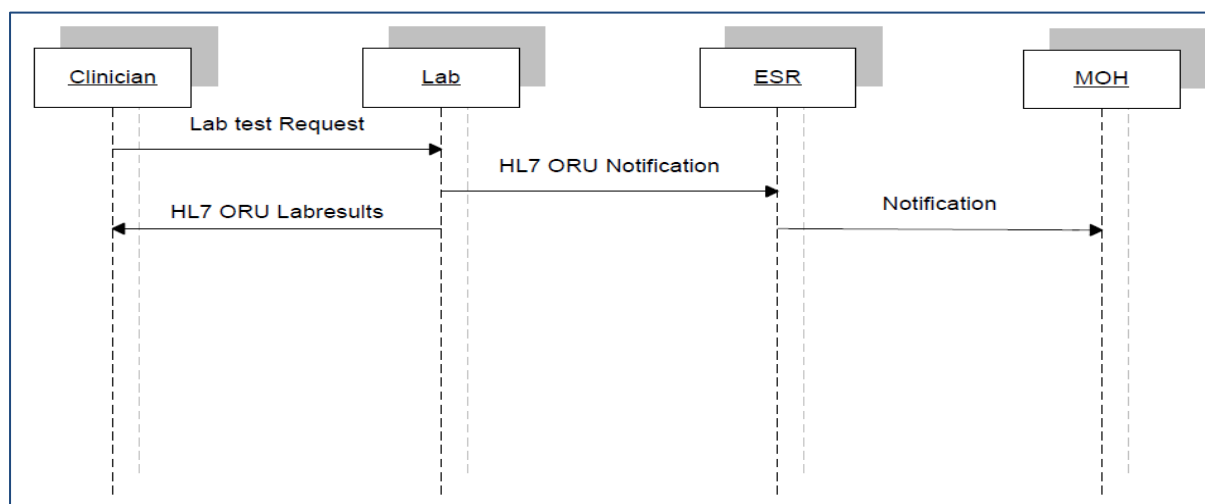 Clinician
Lab
ESR
MOH
Lab test Request
HL7 ORU Notification
HL7 ORU Labresults
Notification